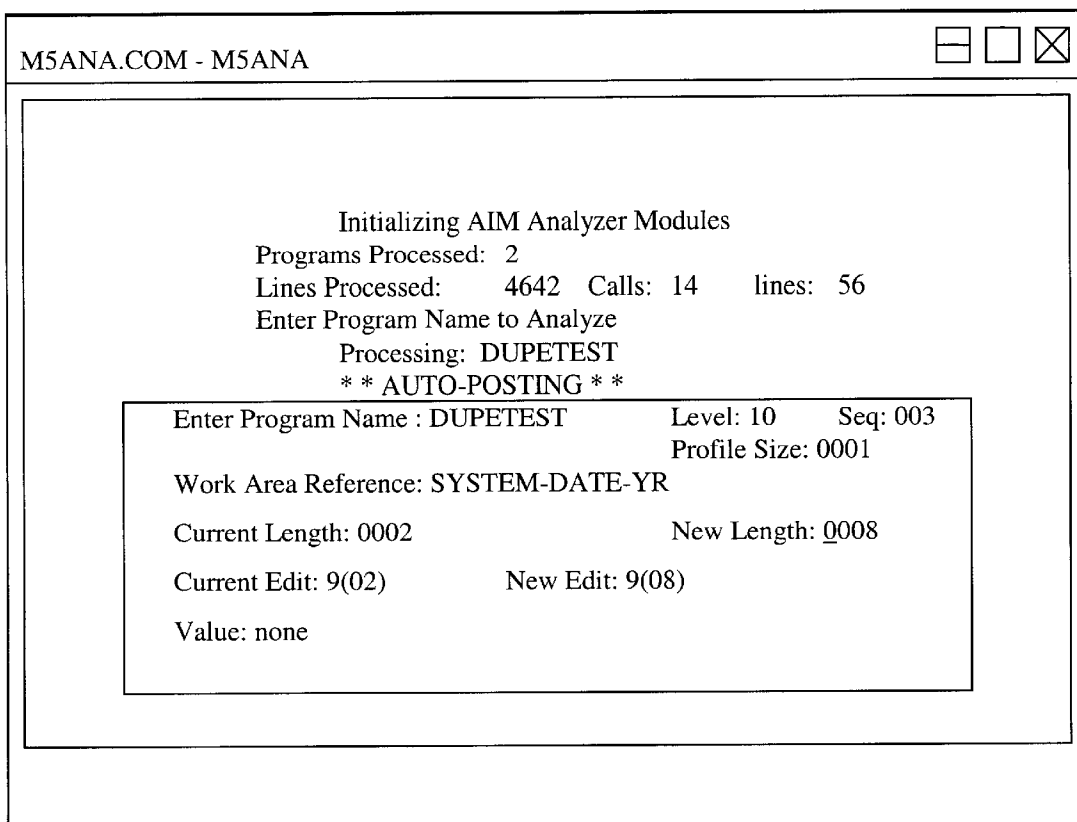 M5ANA.COM - M5ANA
Initializing AIM Analyzer Modules
Programs Processed: 2
Lines Processed: 4642 Calls: 14 lines: 56
Enter Program Name to Analyze
Processing: DUPETEST
* * AUTO-POSTING * *
Enter Program Name : DUPETEST Level: 10 Seq: 003
Profile Size: 0001
Work Area Reference: SYSTEM-DATE-YR
Current Length: 0002 New Length: 0008
Current Edit: 9(02) New Edit: 9(08)
Value: none